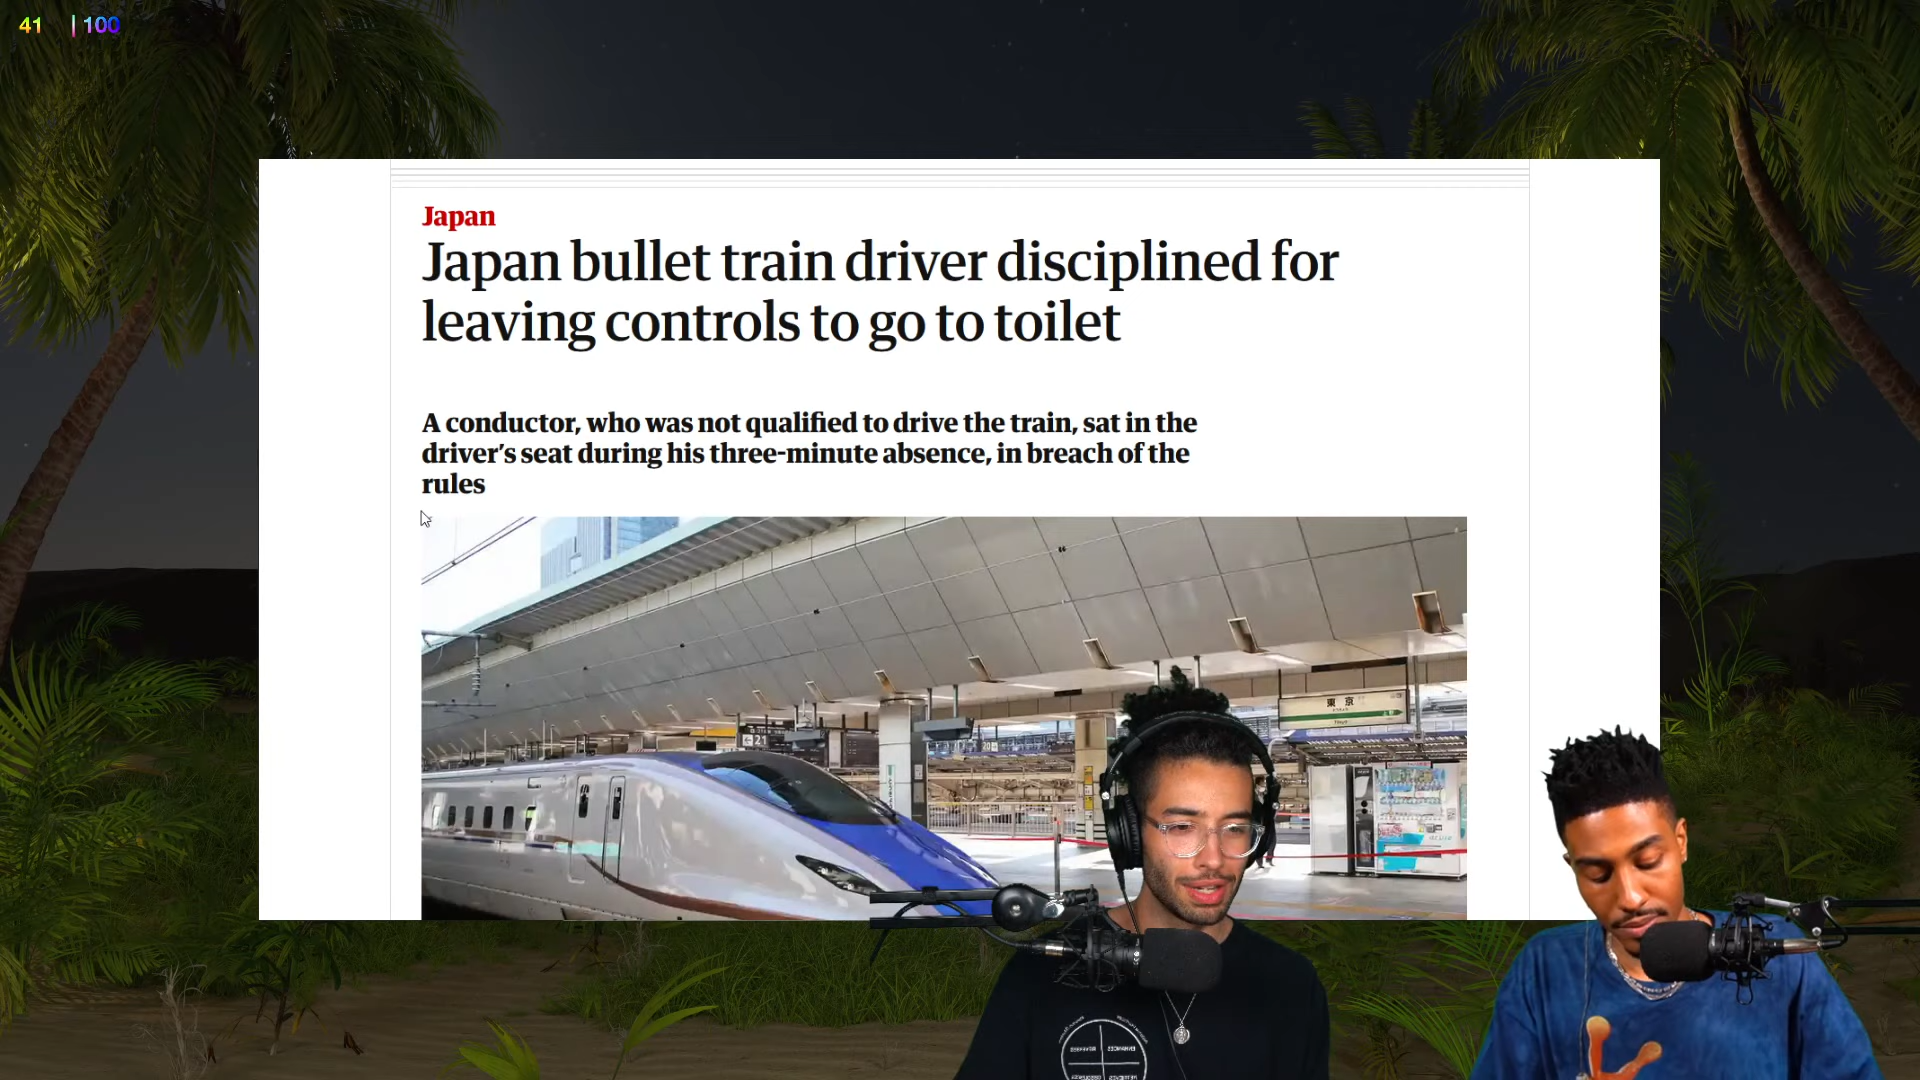 41 | 100
Japan
Japan bullet train driver disciplined for
leaving controls to go to toilet
A conductor, who was not qualified to drive the train, sat in the
driver's seat during his three-minute absence, in breach of the
rules
21
東京